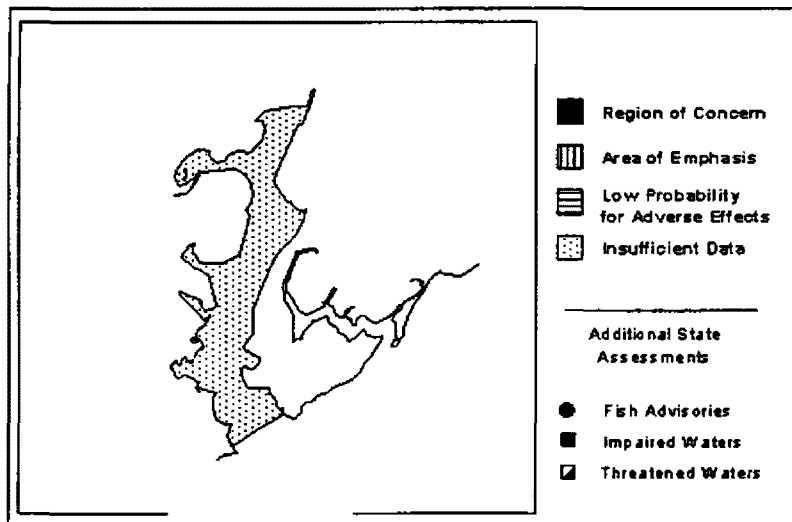 Region of Concern
Area of Emphasis
Low Probability
for Adverse Effects
Insufficient Data
Additional State
Assessments
Fish Advisories
Impaired Waters
Threatened Waters